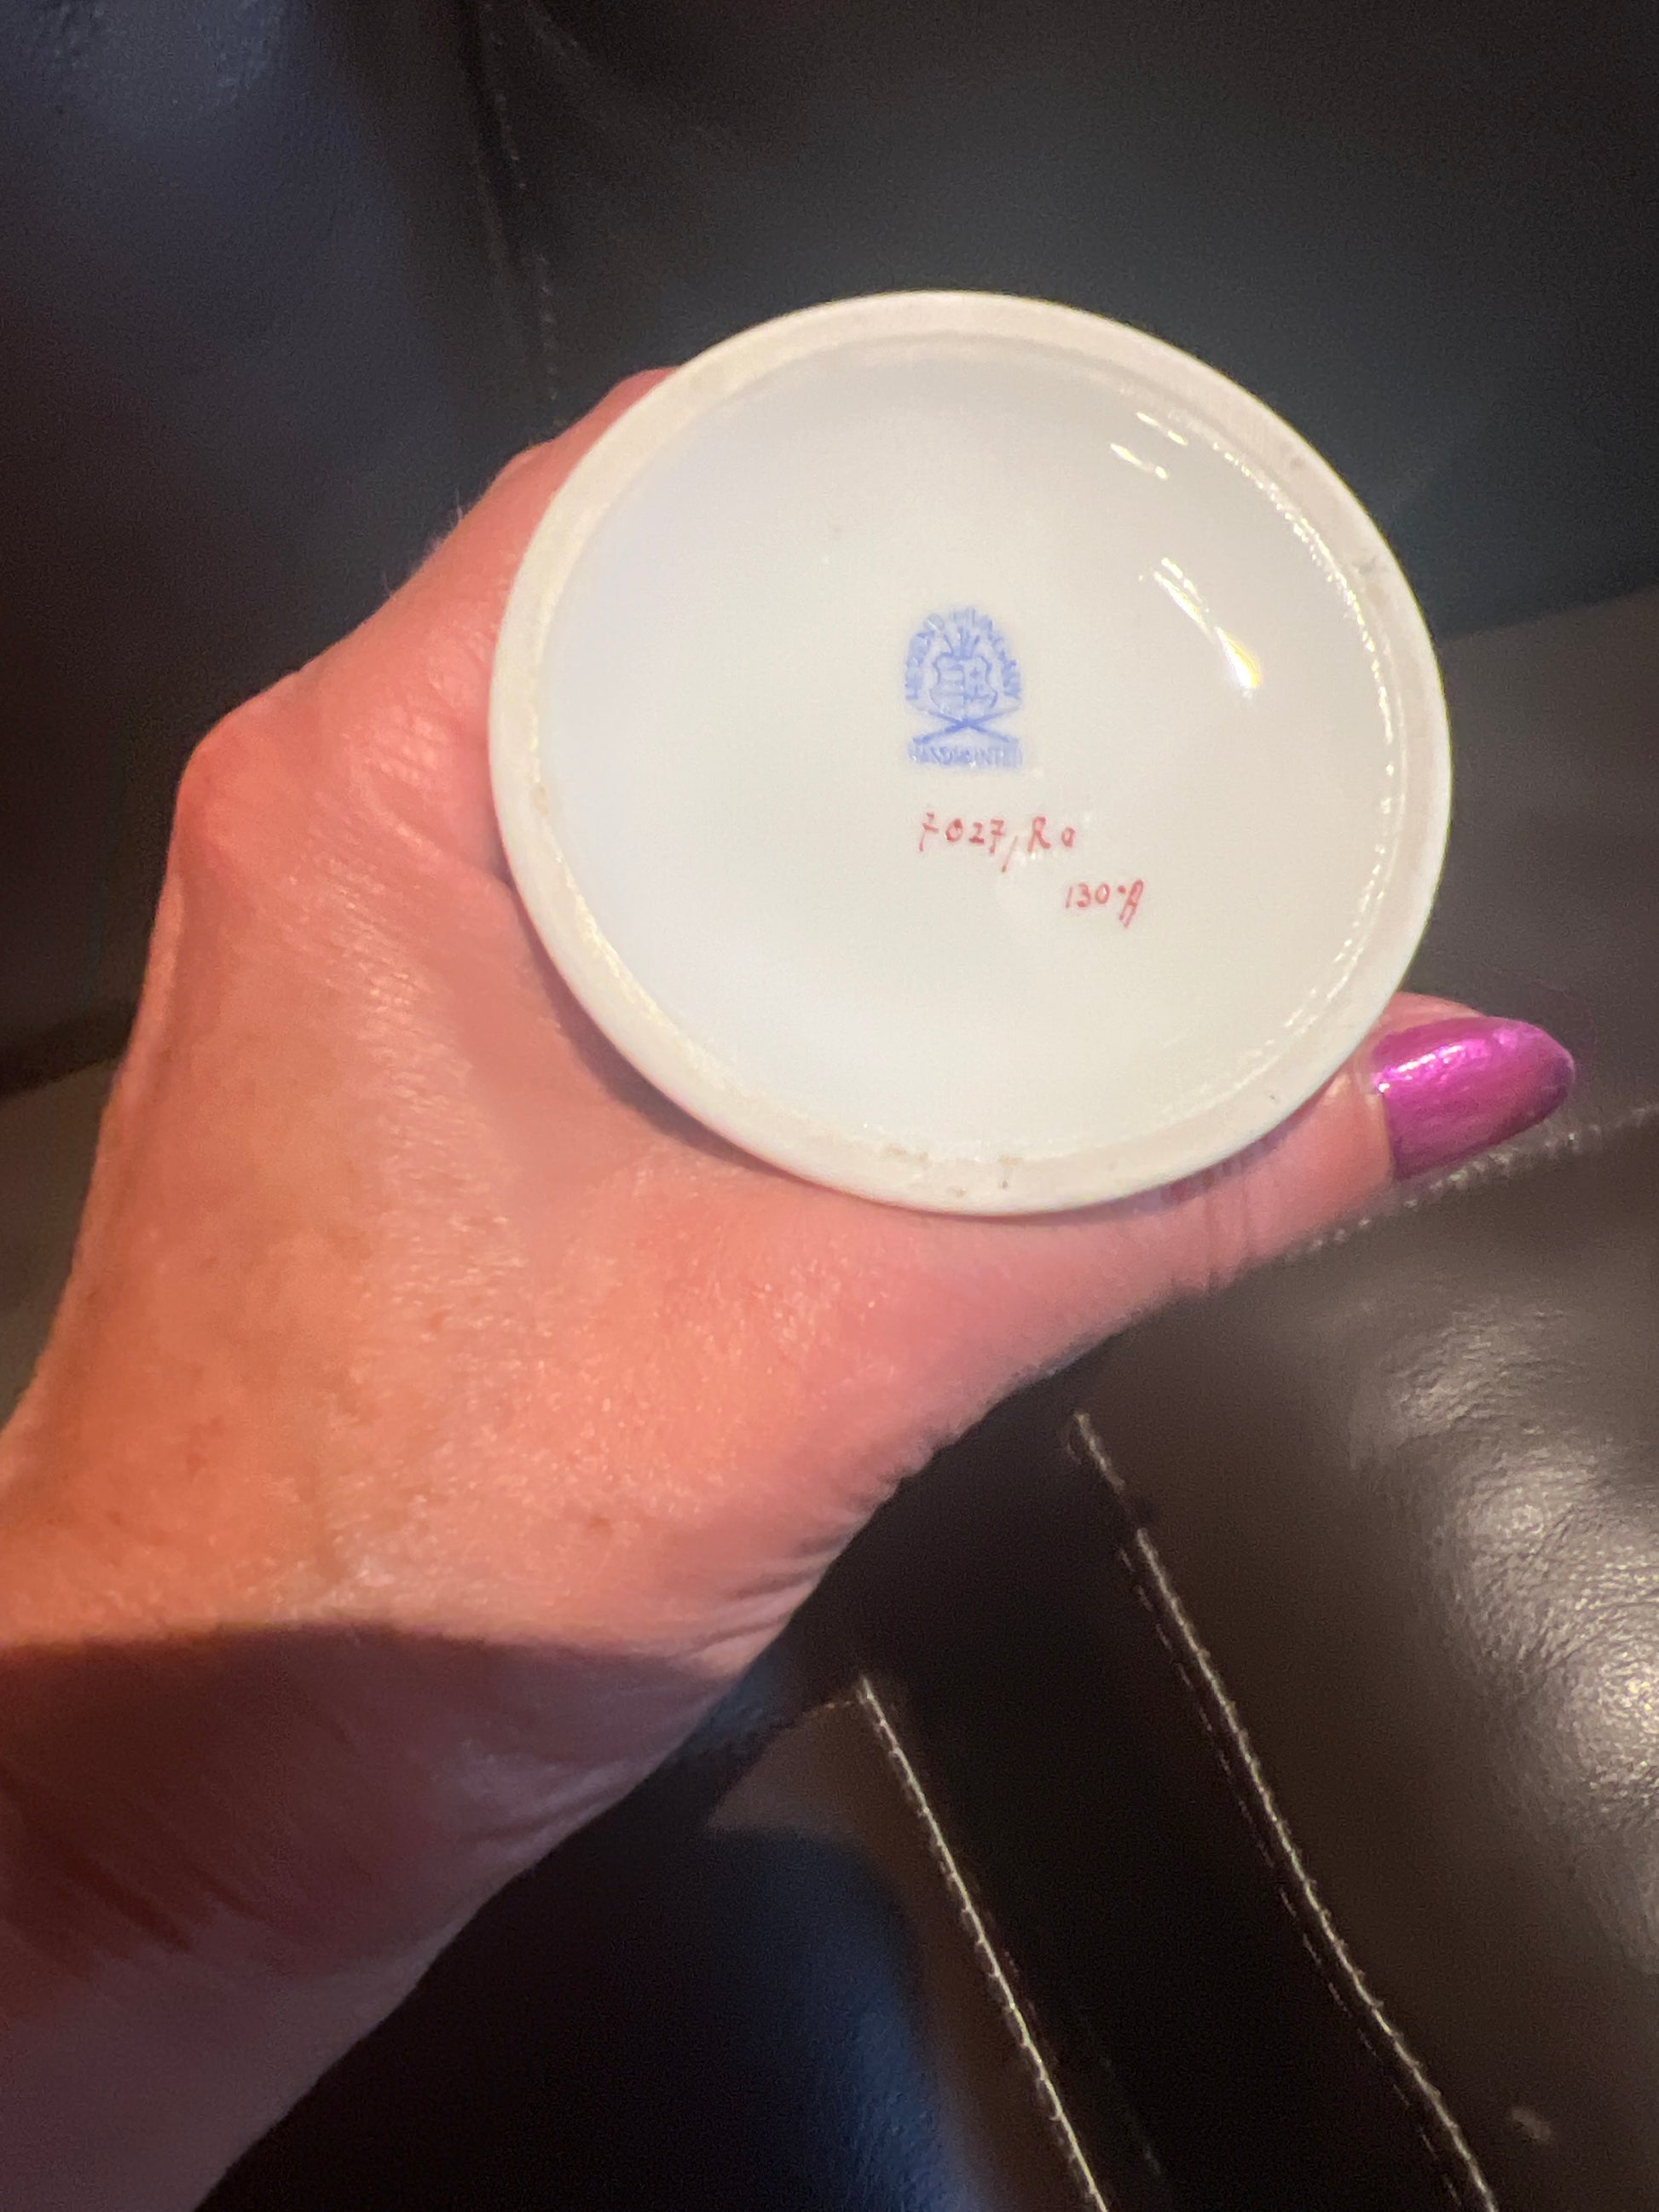 HEREND HUNGARY
HANDPAINTED
7027, Ro
130·A